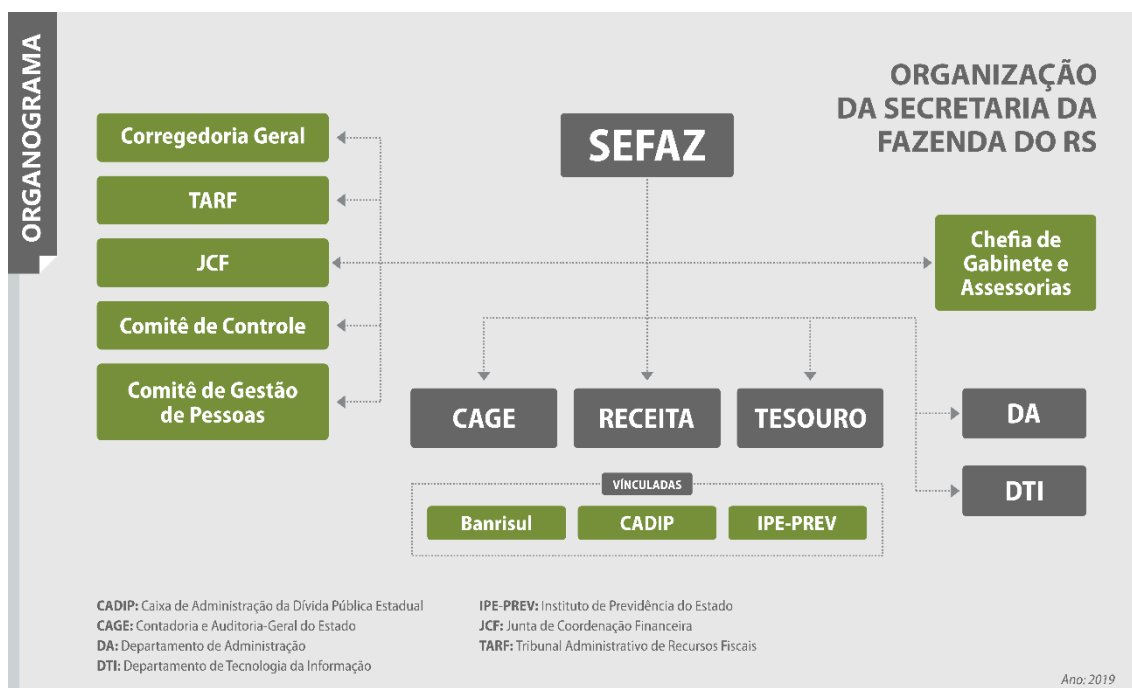 ORGANOGRAMA
ORGANIZAÇÃO
DA SECRETARIA DA
FAZENDA DO RS
SEFAZ
Corregedoria Geral
TARF
JCF
Comitê de Controle
Comitê de Gestão
de Pessoas
Chefia de
Gabinete e
Assessorias
CAGE
RECEITA
TESOURO
DA
DTI
VÍNCULADAS
Banrisul
CADIP
IPE-PREV
CADIP: Caixa de Administração da Dívida Pública Estadual
CAGE: Contadoria e Auditoria-Geral do Estado
DA: Departamento de Administração
DTI: Departamento de Tecnologia da Informação
IPE-PREV: Instituto de Previdência do Estado
JCF: Junta de Coordenação Financeira
TARF: Tribunal Administrativo de Recursos Fiscais
Ano: 2019